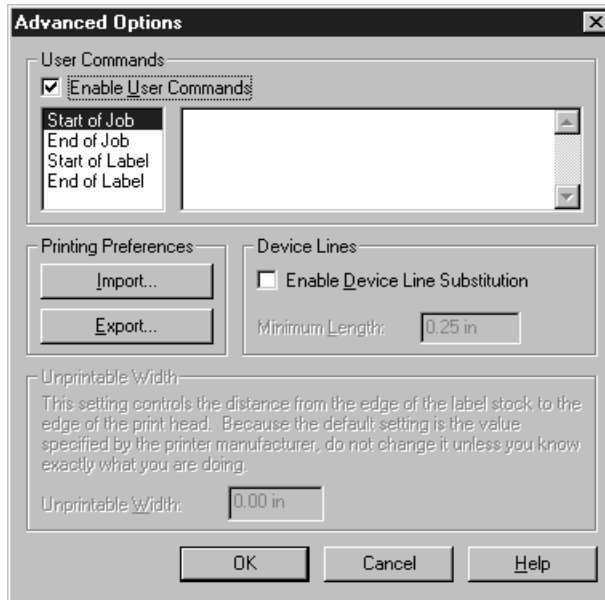 Advanced Options
User Commands
Enable User Commands
Start of Job
End of Job
Start of Label
End of Label
Printing Preferences
Import...
Export...
Device Lines
Enable Device Line Substitution
Minimum Length: 0.25 in
Unprintable Width
This setting controls the distance from the edge of the label stock to the
edge of the print head. Because the default setting is the value
specified by the printer manufacturer, do not change it unless you know
exactly what you are doing.
Unprintable Width: 0.00 in
OK Cancel Help